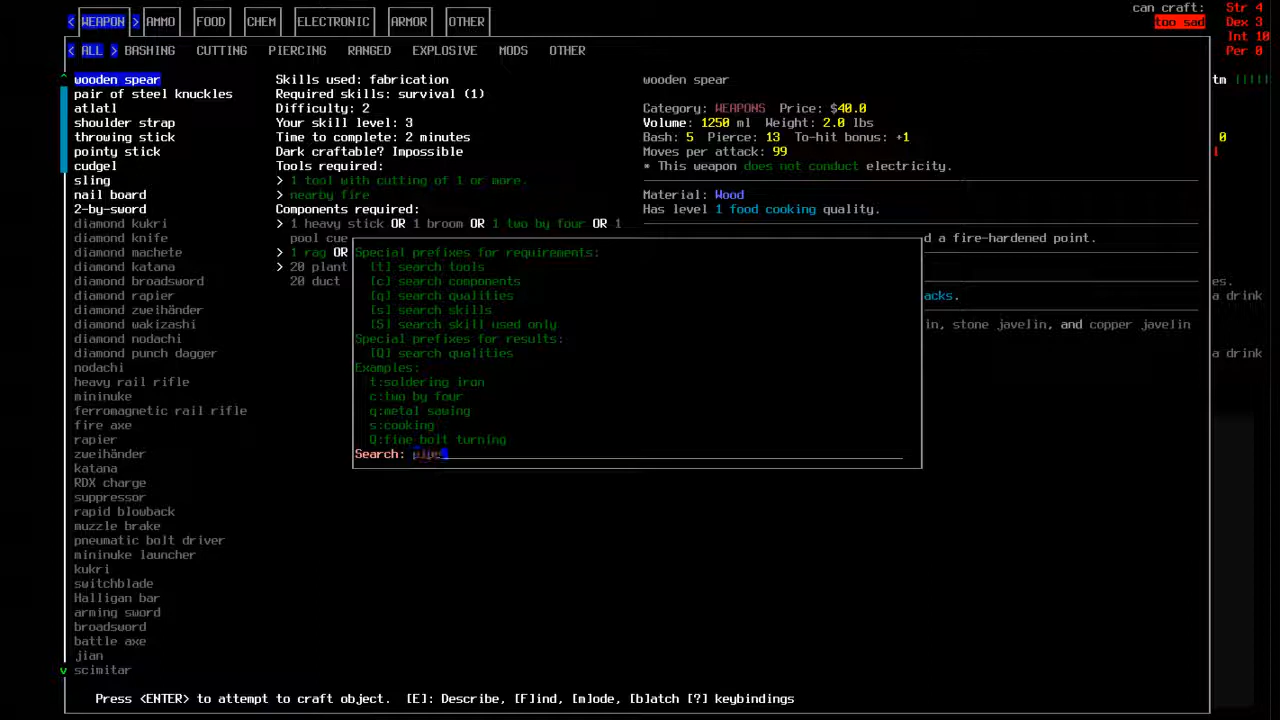 < WEAPON > AMMO FOOD CHEM ELECTRONIC ARMOR OTHER
can craft:
too sad
Str 4
Dex 3
Int 10
Per 0
< ALL > BASHING CUTTING PIERCING RANGED EXPLOSIVE MODS OTHER
^
wooden spear
pair of steel knuckles
atlatl
shoulder strap
throwing stick
pointy stick
cudgel
sling
nail board
2-by-sword
diamond kukri
diamond knife
diamond machete
diamond katana
diamond broadsword
diamond rapier
diamond zweihänder
diamond wakizashi
diamond nodachi
diamond punch dagger
nodachi
heavy rail rifle
mininuke
ferromagnetic rail rifle
fire axe
rapier
zweihänder
katana
RDX charge
suppressor
rapid blowback
muzzle brake
pneumatic bolt driver
mininuke launcher
kukri
switchblade
Halligan bar
arming sword
broadsword
battle axe
jian
v scimitar
Skills used: fabrication
Required skills: survival (1)
Difficulty: 2
Your skill level: 3
Time to complete: 2 minutes
Dark craftable? Impossible
Tools required:
> 1 tool with cutting of 1 or more.
> nearby fire
Components required:
> 1 heavy stick OR 1 broom OR 1 two by four OR 1
pool cue
> 1 rag OR
> 20 plant
20 duct
wooden spear
Category: WEAPONS Price: $40.0
Volume: 1250 ml Weight: 2.0 lbs
Bash: 5 Pierce: 13 To-hit bonus: +1
Moves per attack: 99
* This weapon does not conduct electricity.
Material: Wood
Has level 1 food cooking quality.
d a fire-hardened point.
acks.
in, stone javelin, and copper javelin
tm
0
es.
a drink
a drink
Special prefixes for requirements:
[t] search tools
[c] search components
[q] search qualities
[s] search skills
[S] search skill used only
Special prefixes for results:
[Q] search qualities
Examples:
t:soldering iron
c:two by four
q:metal sawing
s:cooking
Q:fine bolt turning
Search:
Press <ENTER> to attempt to craft object. [E]: Describe, [F]ind, [m]ode, [b]atch [?] keybindings